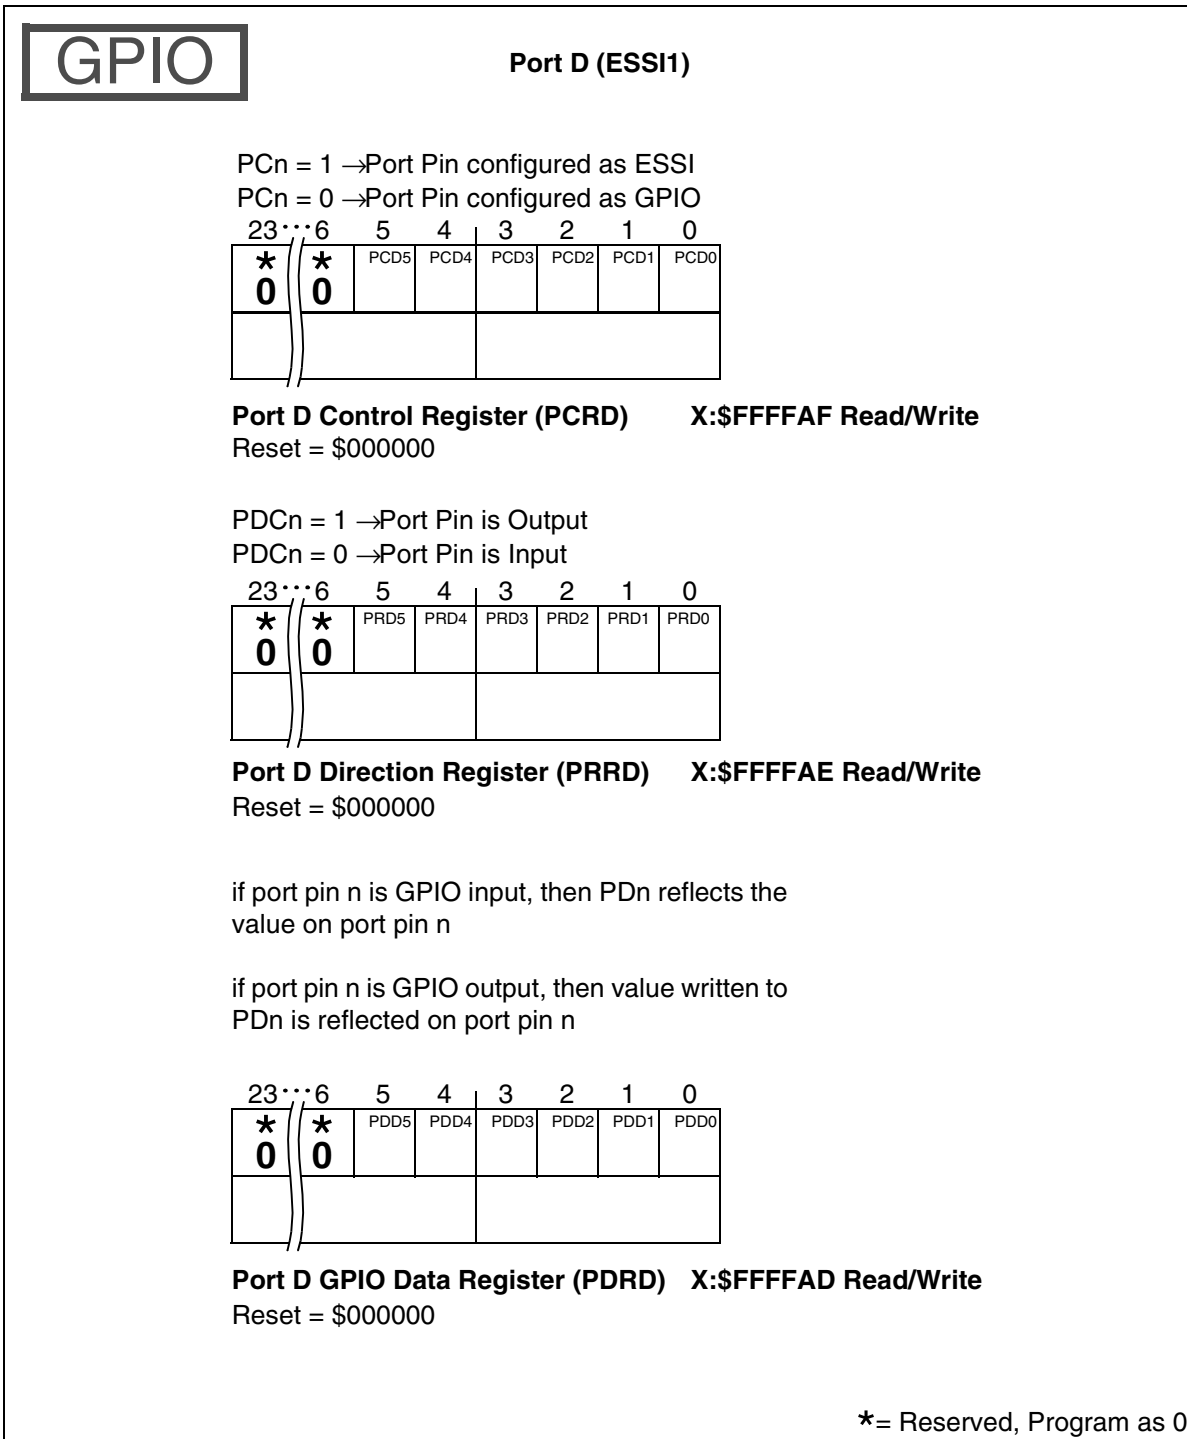 GPIO
Port D (ESSI1)
PCn = 1 →Port Pin configured as ESSI
PCn = 0 →Port Pin configured as GPIO
23 ••• 6 5 4 3 2 1 0
* * PCD5 PCD4 PCD3 PCD2 PCD1 PCD0
0 0
Port D Control Register (PCRD) X:$FFFFAF Read/Write
Reset = $000000
PDCn = 1 →Port Pin is Output
PDCn = 0 →Port Pin is Input
23 ••• 6 5 4 3 2 1 0
* * PRD5 PRD4 PRD3 PRD2 PRD1 PRD0
0 0
Port D Direction Register (PRRD) X:$FFFFAE Read/Write
Reset = $000000
if port pin n is GPIO input, then PDn reflects the
value on port pin n
if port pin n is GPIO output, then value written to
PDn is reflected on port pin n
23 ••• 6 5 4 3 2 1 0
* * PDD5 PDD4 PDD3 PDD2 PDD1 PDD0
0 0
Port D GPIO Data Register (PDRD) X:$FFFFAD Read/Write
Reset = $000000
*= Reserved, Program as 0